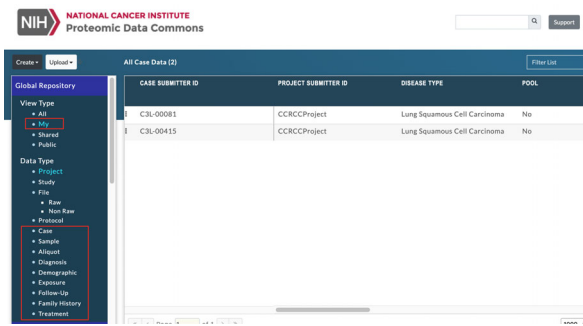 NIH
NATIONAL CANCER INSTITUTE
Proteomic Data Commons
Support
Create
Upload
All Case Data (2)
Filter List
Global Repository
View Type
All
My
Shared
Public
Data Type
Project
Study
File
Raw
Non Raw
Protocol
Case
Sample
Aliquot
Diagnosis
Demographic
Exposure
Follow-Up
Family History
Treatment
CASE SUBMITTER ID PROJECT SUBMITTER ID DISEASE TYPE POOL
C3L-00081 CCRCCProject Lung Squamous Cell Carcinoma No
C3L-00415 CCRCCProject Lung Squamous Cell Carcinoma No
Page 1 of 1
1000